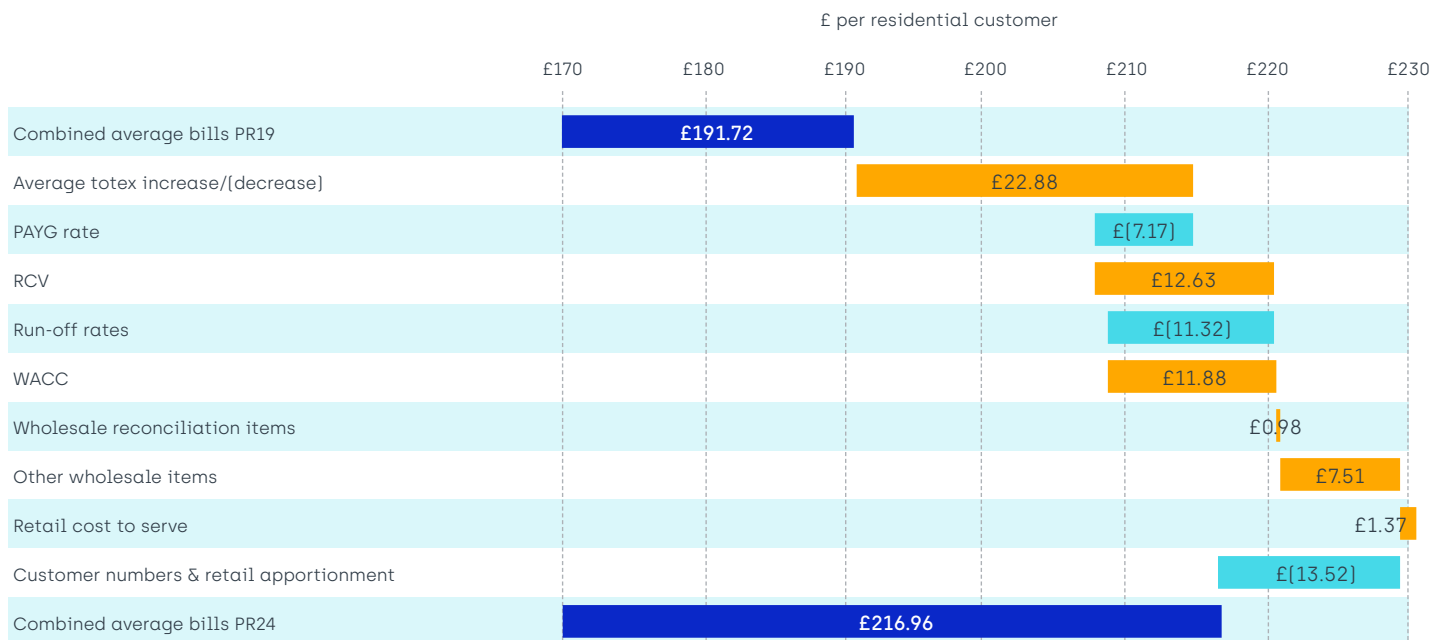 £ per residential customer
£170 £180 £190 £200 £210 £220 £230
Combined average bills PR19 £191.72
Average totex increase/(decrease) £22.88
PAYG rate £(7.17)
RCV £12.63
Run-off rates £(11.32)
WACC £11.88
Wholesale reconciliation items £0.98
Other wholesale items £7.51
Retail cost to serve £1.37
Customer numbers & retail apportionment £(13.52)
Combined average bills PR24 £216.96